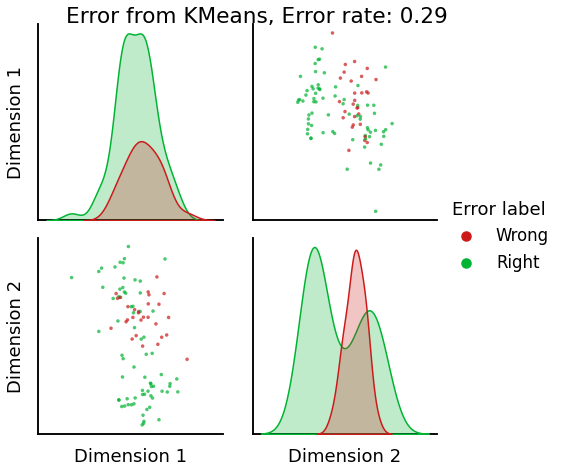 Error from KMeans, Error rate: 0.29
Dimension 1
Error label
Wrong
Right
Dimension 2
Dimension 1
Dimension 2